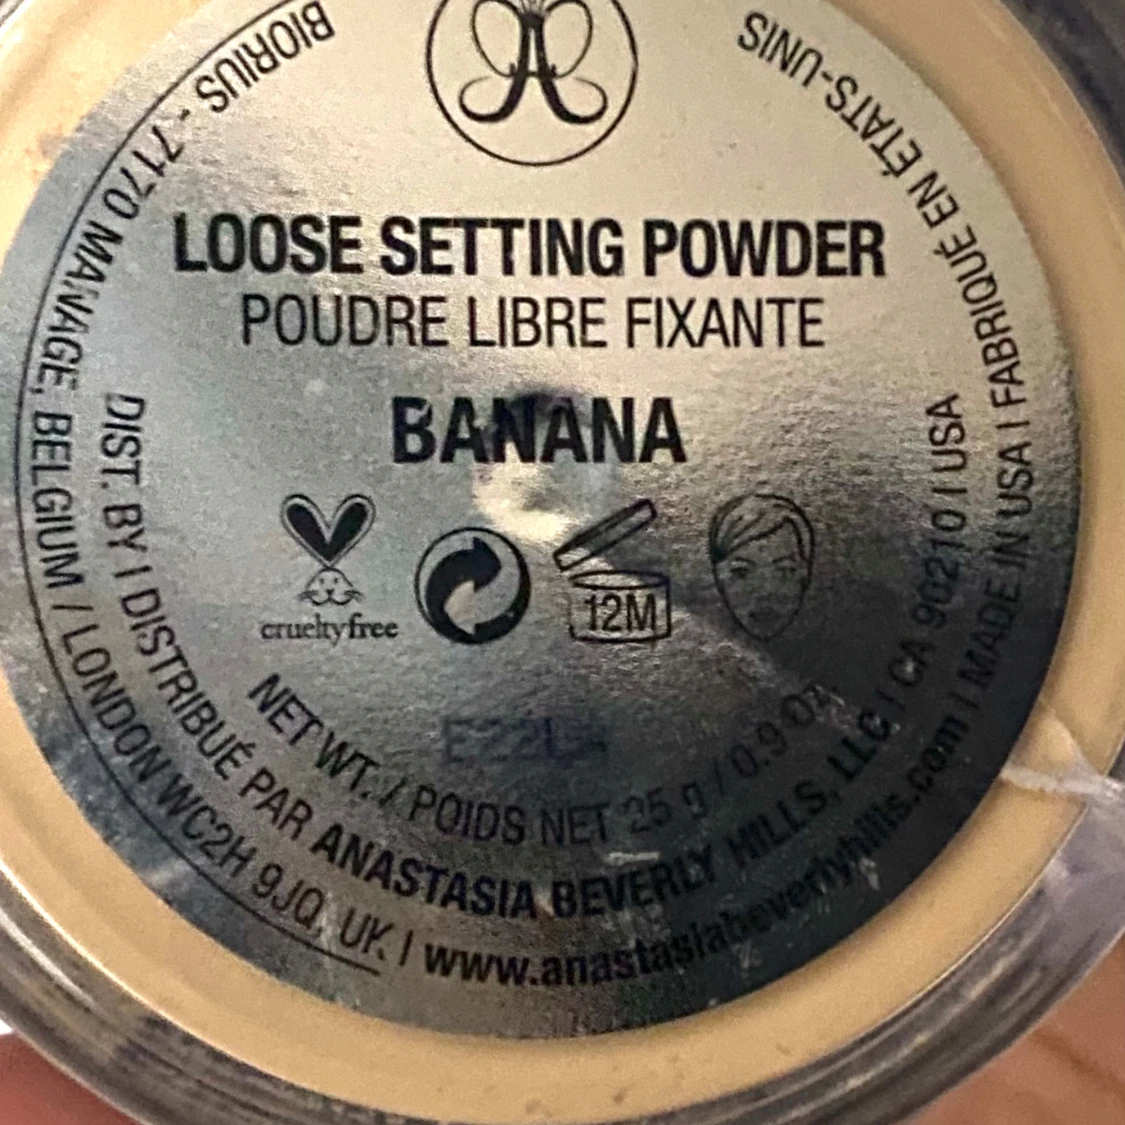 LOOSE SETTING POWDER
POUDRE LIBRE FIXANTE
BANANA
crueltyfree
12M
NET WT. / POIDS NET 25 g / 0.9 Oz
DIST. BY | DISTRIBUÉ PAR ANASTASIA BEVERLY HILLS, LLC | CA 90210 | USA
BIORIUS - 7170 MANAGE, BELGIUM / LONDON WC2H 9JQ, UK | www.anastasiabeverlyhills.com | MADE IN USA | FABRIQUÉ EN ÉTATS-UNIS